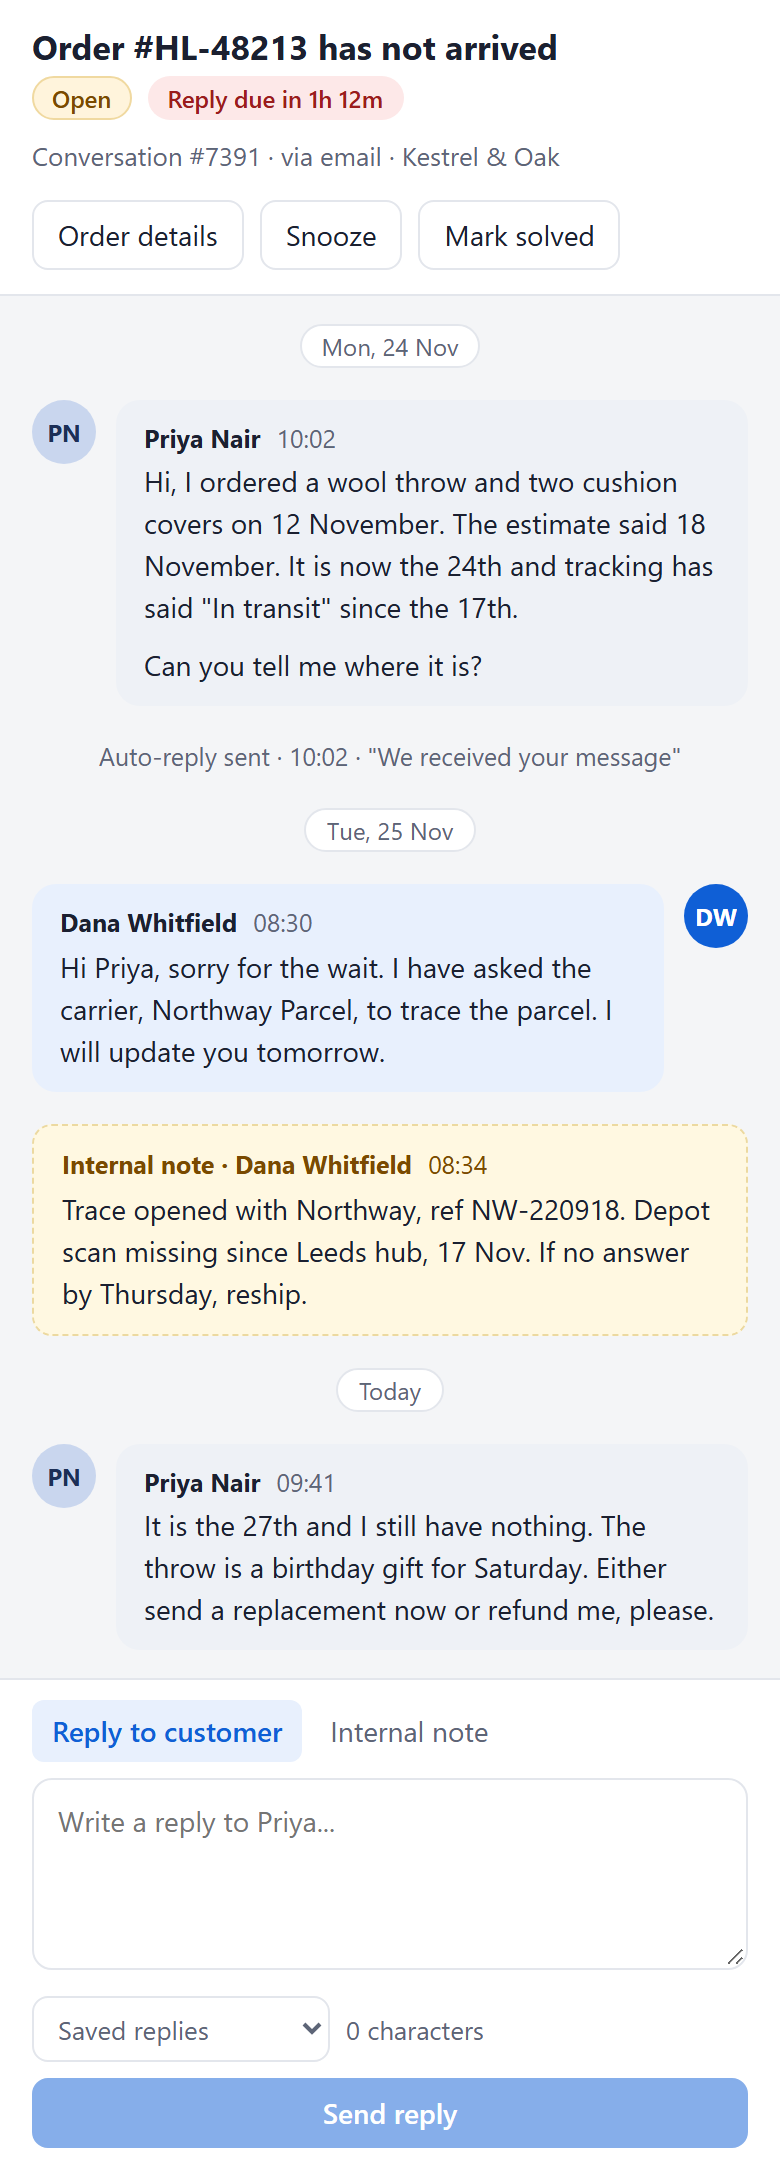 Order #HL-48213 has not arrived
Open
Reply due in 1h 12m
Conversation #7391 · via email · Kestrel & Oak
Order details
Snooze
Mark solved
Mon, 24 Nov
PN
Priya Nair 10:02
Hi, I ordered a wool throw and two cushion
covers on 12 November. The estimate said 18
November. It is now the 24th and tracking has
said "In transit" since the 17th.
Can you tell me where it is?
Auto-reply sent · 10:02 · "We received your message"
Tue, 25 Nov
Dana Whitfield 08:30
DW
Hi Priya, sorry for the wait. I have asked the
carrier, Northway Parcel, to trace the parcel. I
will update you tomorrow.
Internal note · Dana Whitfield 08:34
Trace opened with Northway, ref NW-220918. Depot
scan missing since Leeds hub, 17 Nov. If no answer
by Thursday, reship.
Today
PN
Priya Nair 09:41
It is the 27th and I still have nothing. The
throw is a birthday gift for Saturday. Either
send a replacement now or refund me, please.
Reply to customer
Internal note
Write a reply to Priya...
Saved replies
0 characters
Send reply